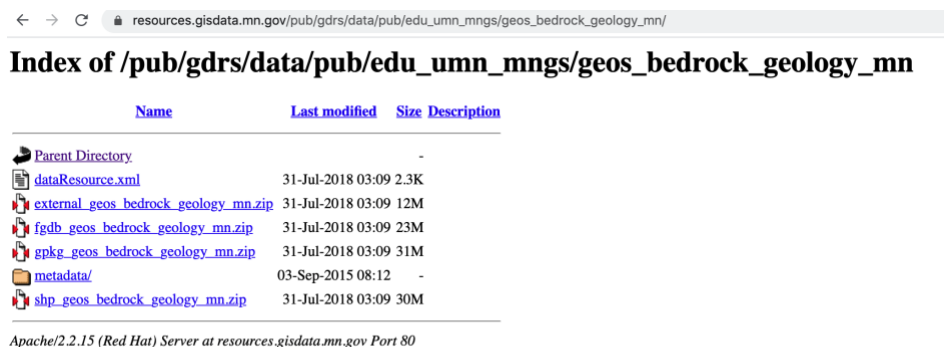 resources.gisdata.mn.gov/pub/gdrs/data/pub/edu_umn_mngs/geos_bedrock_geology_mn/
Index of /pub/gdrs/data/pub/edu_umn_mngs/geos_bedrock_geology_mn
Name Last modified Size Description
Parent Directory -
dataResource.xml 31-Jul-2018 03:09 2.3K
external_geos_bedrock_geology_mn.zip 31-Jul-2018 03:09 12M
fgdb_geos_bedrock_geology_mn.zip 31-Jul-2018 03:09 23M
gpkg_geos_bedrock_geology_mn.zip 31-Jul-2018 03:09 31M
metadata/ 03-Sep-2015 08:12 -
shp_geos_bedrock_geology_mn.zip 31-Jul-2018 03:09 30M
Apache/2.2.15 (Red Hat) Server at resources.gisdata.mn.gov Port 80